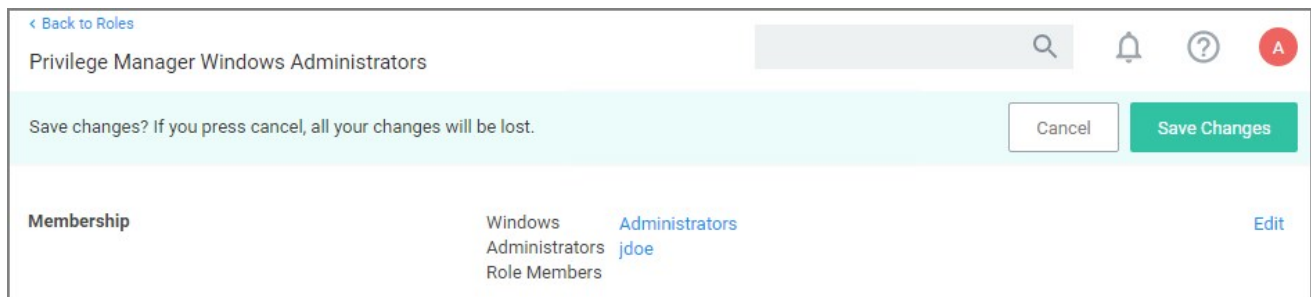 < Back to Roles
Privilege Manager Windows Administrators
A
Save changes? If you press cancel, all your changes will be lost.
Cancel
Save Changes
Membership
Windows Administrators Role Members
Administrators
jdoe
Edit